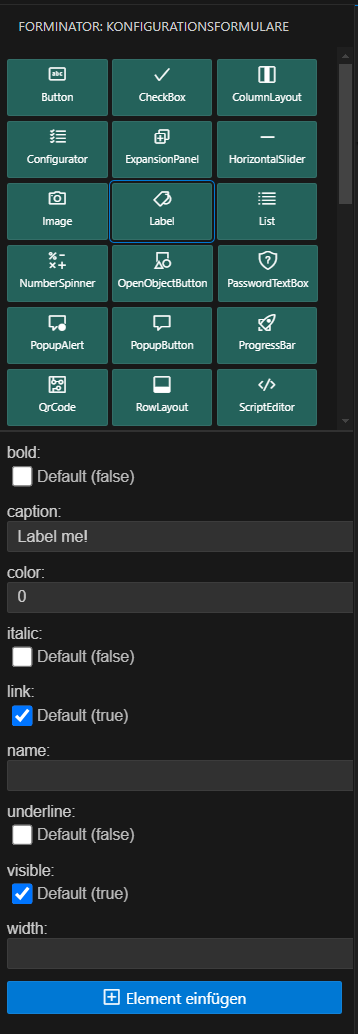 FORMINATOR: KONFIGURATIONSFORMULARE
abc
Button
CheckBox
ColumnLayout
Configurator
ExpansionPanel
HorizontalSlider
Image
Label
List
NumberSpinner
OpenObjectButton
PasswordTextBox
PopupAlert
PopupButton
ProgressBar
QrCode
RowLayout
ScriptEditor
bold:
Default (false)
caption:
Label me!
color:
0
italic:
Default (false)
link:
Default (true)
name:
underline:
Default (false)
visible:
Default (true)
width:
Element einfügen